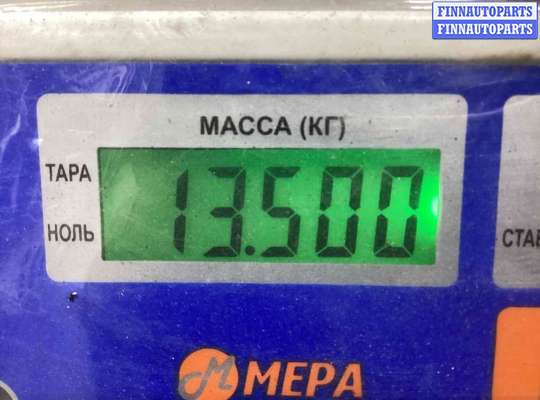 FINNAUTOPARTS
FINNAUTOPARTS
МАССА (КГ)
ТАРА
13.500
НОЛЬ
МЕРА